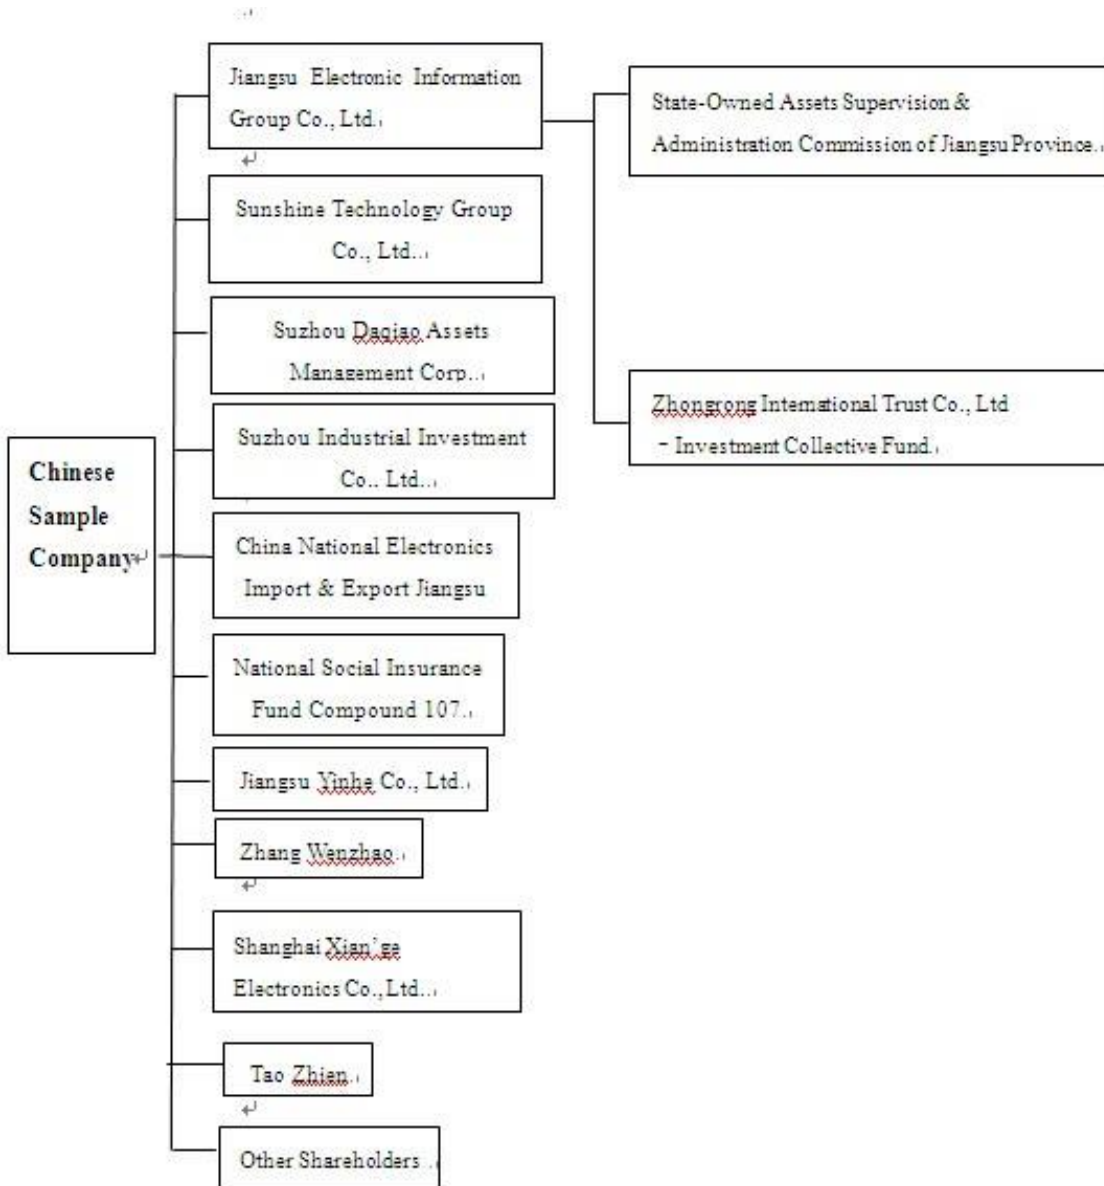 Jiangsu Electronic Information
Group Co., Ltd.
State-Owned Assets Supervision &
Administration Commission of Jiangsu Province.
Sunshine Technology Group
Co., Ltd..
Suzhou Daqiao Assets
Management Corp..
Zhongrong International Trust Co., Ltd
- Investment Collective Fund.
Suzhou Industrial Investment
Co.. Ltd..
Chinese
Sample
Company
China National Electronics
Import & Export Jiangsu
National Social Insurance
Fund Compound 107.
Jiangsu Yinhe Co., Ltd.
Zhang Wenzhao.
Shanghai Xian'ge
Electronics Co., Ltd..
Tao Zhien.
Other Shareholders .